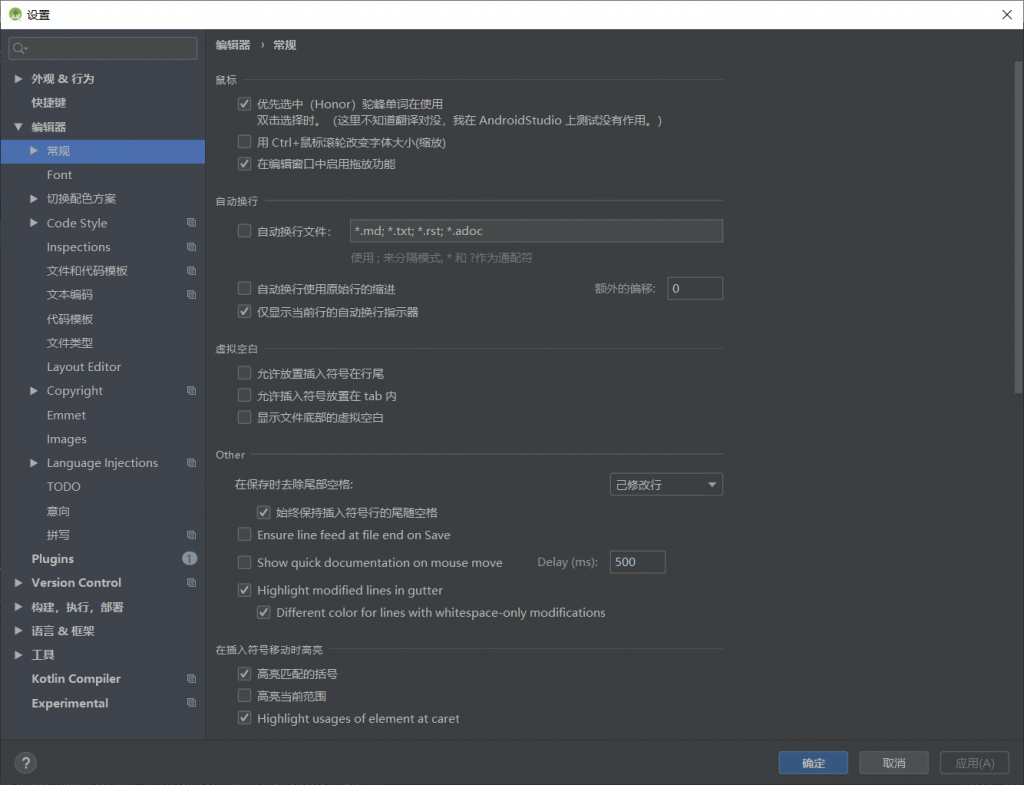 设置
外观 & 行为
快捷键
编辑器
常规
Font
切换配色方案
Code Style
Inspections
文件和代码模板
文本编码
代码模板
文件类型
Layout Editor
Copyright
Emmet
Images
Language Injections
TODO
意向
拼写
Plugins 1
Version Control
构建，执行，部署
语言 & 框架
工具
Kotlin Compiler
Experimental
编辑器 › 常规
鼠标
优先选中（Honor）驼峰单词在使用
双击选择时。（这里不知道翻译对没，我在 AndroidStudio 上测试没有作用。）
用 Ctrl+鼠标滚轮改变字体大小(缩放)
在编辑窗口中启用拖放功能
自动换行
自动换行文件: *.md; *.txt; *.rst; *.adoc
使用 ; 来分隔模式, * 和 ?作为通配符
自动换行使用原始行的缩进 额外的偏移: 0
仅显示当前行的自动换行指示器
虚拟空白
允许放置插入符号在行尾
允许插入符号放置在 tab 内
显示文件底部的虚拟空白
Other
在保存时去除尾部空格: 已修改行
始终保持插入符号行的尾随空格
Ensure line feed at file end on Save
Show quick documentation on mouse move Delay (ms): 500
Highlight modified lines in gutter
Different color for lines with whitespace-only modifications
在插入符号移动时高亮
高亮匹配的括号
高亮当前范围
Highlight usages of element at caret
? 确定 取消 应用(A)